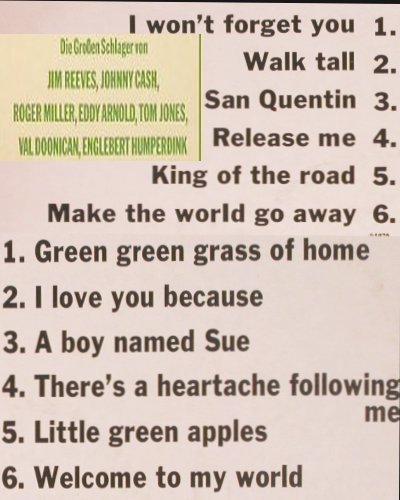 I won't forget you 1.
Walk tall 2.
San Quentin 3.
Release me 4.
King of the road 5.
Make the world go away 6.
Die Großen Schlager von
JIM REEVES, JOHNNY CASH,
ROGER MILLER, EDDY ARNOLD, TOM JONES,
VAL DOONICAN, ENGLEBERT HUMPERDINK
1. Green green grass of home
2. I love you because
3. A boy named Sue
4. There's a heartache following
me
5. Little green apples
6. Welcome to my world